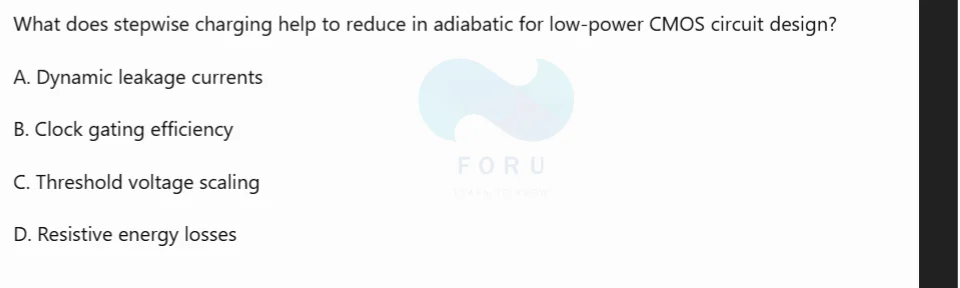 What does stepwise charging help to reduce in adiabatic for low-power CMOS circuit design?
A. Dynamic leakage currents
B. Clock gating efficiency
C. Threshold voltage scaling
FORU
D. Resistive energy losses